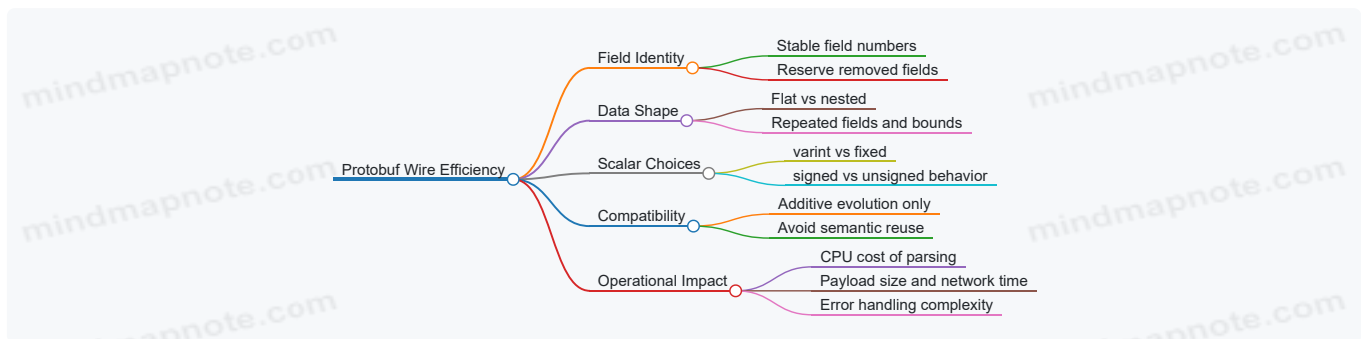 mindmapnote.com
mindmapnote.com
Stable field numbers
Field Identity
Reserve removed fields
Flat vs nested
Data Shape
Repeated fields and bounds
varint vs fixed
Protobuf Wire Efficiency
Scalar Choices
signed vs unsigned behavior
mindmapnote.com
mindmapnote.com
Additive evolution only
Compatibility
Avoid semantic reuse
CPU cost of parsing
Operational Impact
Payload size and network time
Error handling complexity
mindmapnote.com
mindmapnote.com